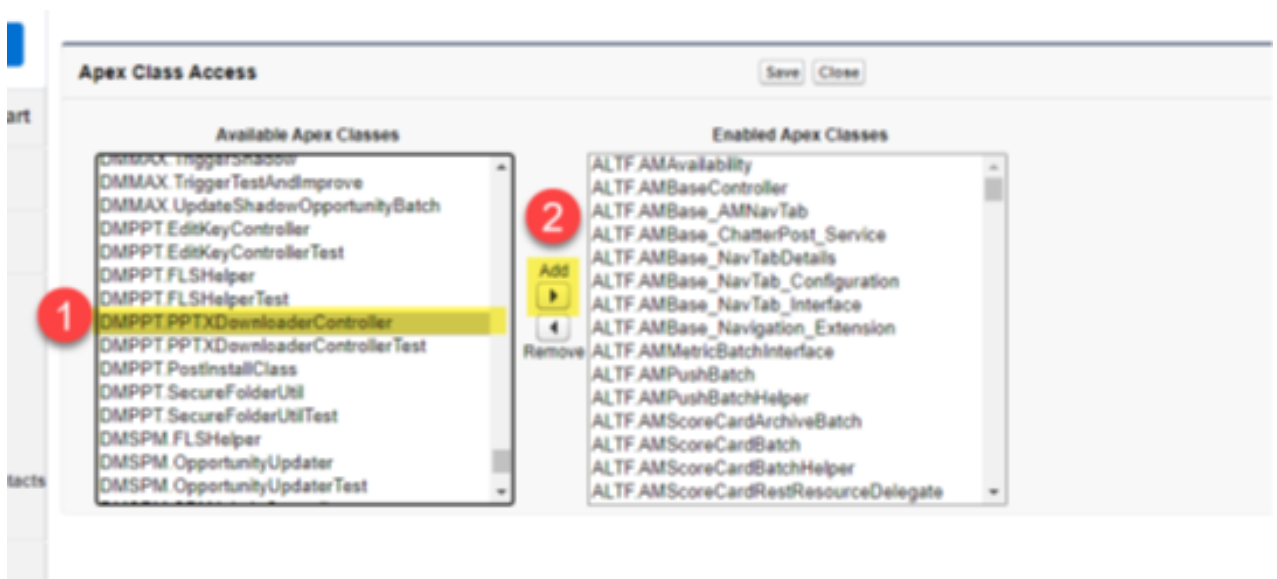 art
tacts
Apex Class Access
Save Close
Available Apex Classes
DMMAX.TriggerShadow
DMMAX.TriggerTestAndImprove
DMMAX.UpdateShadowOpportunityBatch
DMPPT.EditKeyController
DMPPT.EditKeyControllerTest
DMPPT.FLSHelper
DMPPT.FLSHelperTest
1
DMPPT.PPTXDownloaderController
DMPPT.PPTXDownloaderControllerTest
DMPPT.PostInstallClass
DMPPT.SecureFolderUtil
DMPPT.SecureFolderUtilTest
DMSPM.FLSHelper
DMSPM.OpportunityUpdater
DMSPM.OpportunityUpdaterTest
2
Add
Remove
Enabled Apex Classes
ALTF.AMAvailability
ALTF.AMBaseController
ALTF.AMBase_AMNavTab
ALTF.AMBase_ChatterPost_Service
ALTF.AMBase_NavTabDetails
ALTF.AMBase_NavTab_Configuration
ALTF.AMBase_NavTab_Interface
ALTF.AMBase_Navigation_Extension
ALTF.AMMetricBatchInterface
ALTF.AMPushBatch
ALTF.AMPushBatchHelper
ALTF.AMScoreCardArchiveBatch
ALTF.AMScoreCardBatch
ALTF.AMScoreCardBatchHelper
ALTF.AMScoreCardRestResourceDelegate